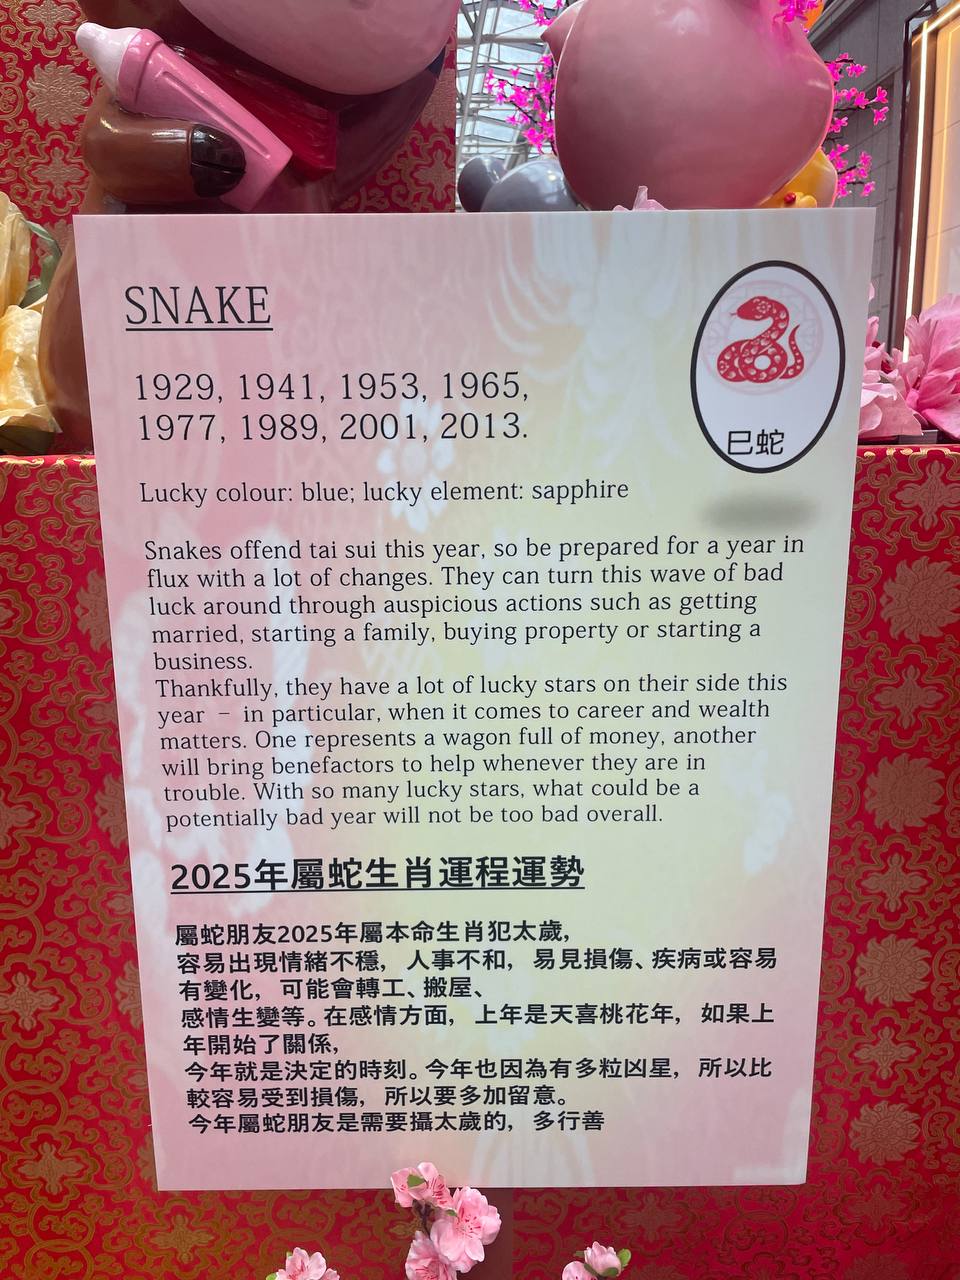 SNAKE
巳蛇
1929, 1941, 1953, 1965,
1977, 1989, 2001, 2013.
Lucky colour: blue; lucky element: sapphire
Snakes offend tai sui this year, so be prepared for a year in
flux with a lot of changes. They can turn this wave of bad
luck around through auspicious actions such as getting
married, starting a family, buying property or starting a
business.
Thankfully, they have a lot of lucky stars on their side this
year – in particular, when it comes to career and wealth
matters. One represents a wagon full of money, another
will bring benefactors to help whenever they are in
trouble. With so many lucky stars, what could be a
potentially bad year will not be too bad overall.
2025年屬蛇生肖運程運勢
屬蛇朋友2025年屬本命生肖犯太歲,
容易出現情緒不穩, 人事不和, 易見損傷、疾病或容易
有變化, 可能會轉工、搬屋、
感情生變等。在感情方面, 上年是天喜桃花年, 如果上
年開始了關係,
今年就是決定的時刻。今年也因為有多粒凶星, 所以比
較容易受到損傷, 所以要多加留意。
今年屬蛇朋友是需要攝太歲的, 多行善